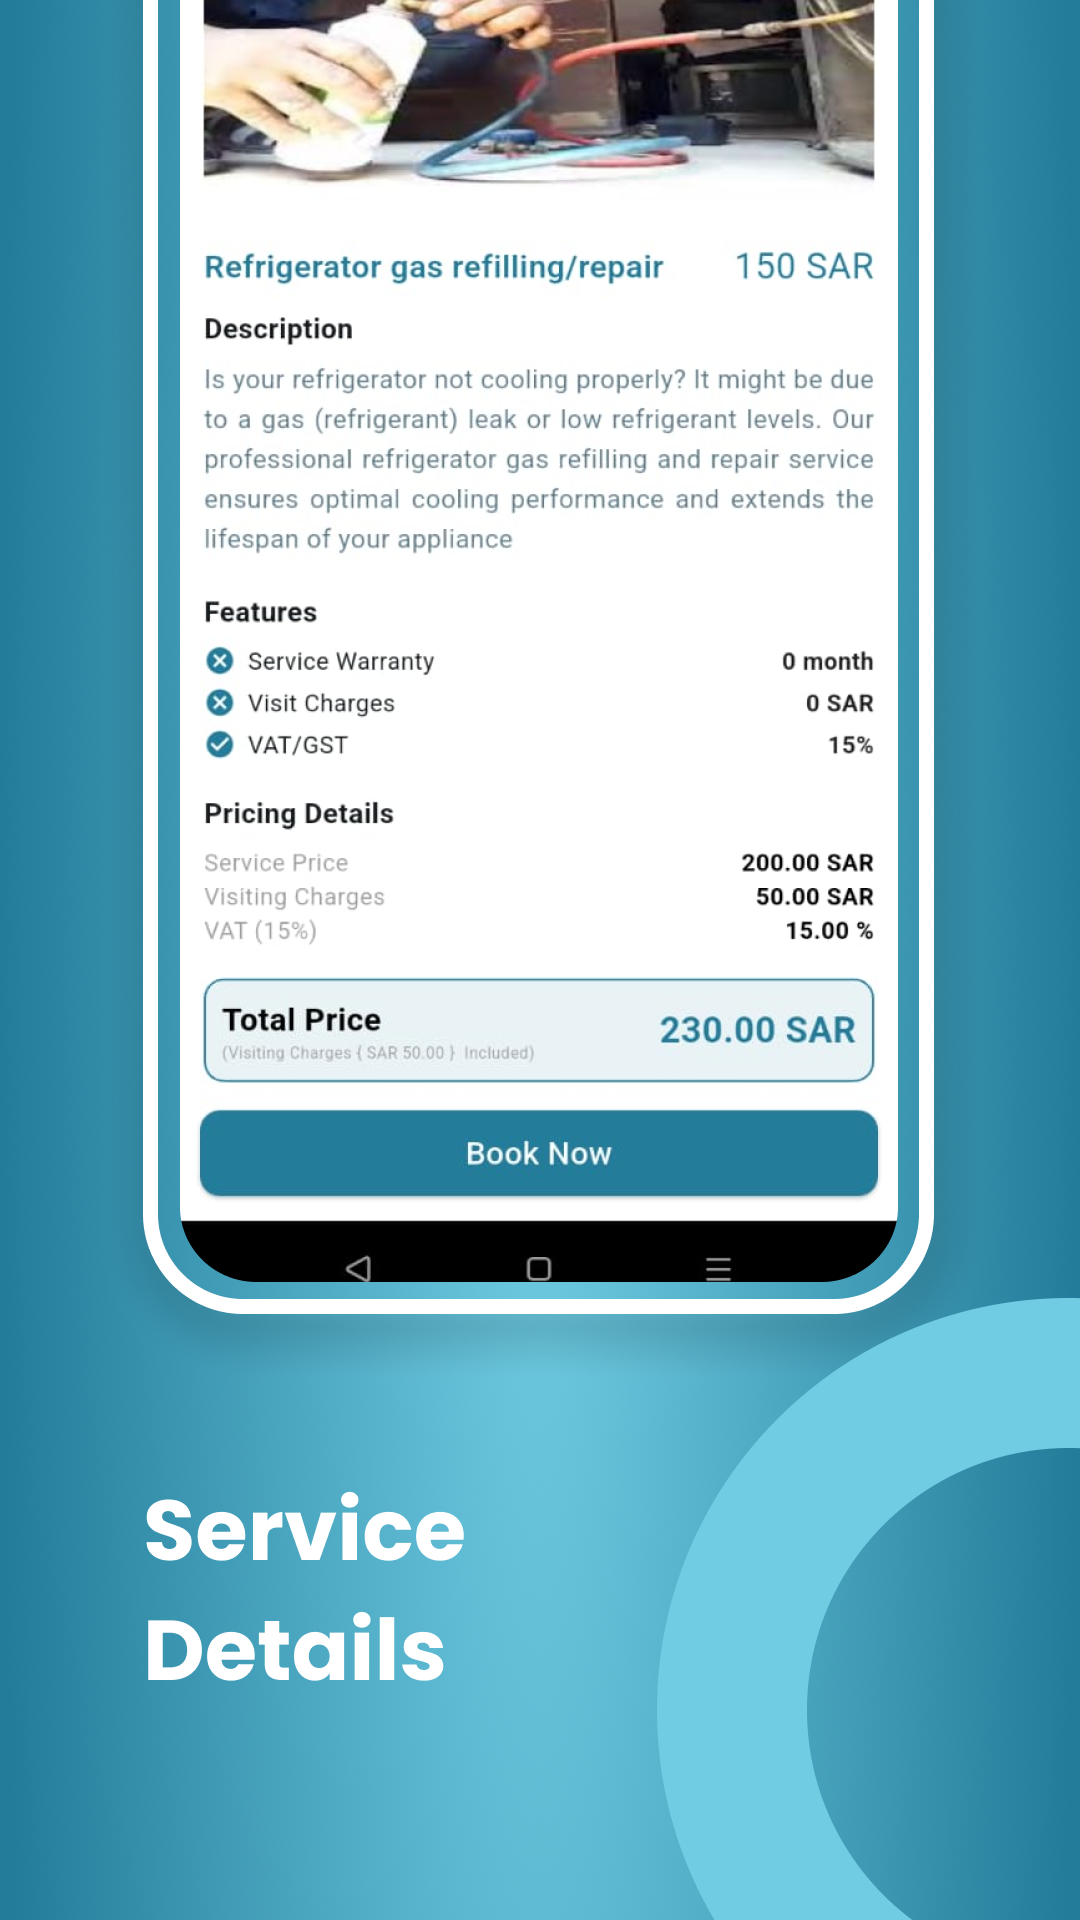 Refrigerator gas refilling/repair 150 SAR
Description
Is your refrigerator not cooling properly? It might be due
to a gas (refrigerant) leak or low refrigerant levels. Our
professional refrigerator gas refilling and repair service
ensures optimal cooling performance and extends the
lifespan of your appliance
Features
Service Warranty 0 month
Visit Charges 0 SAR
VAT/GST 15%
Pricing Details
Service Price 200.00 SAR
Visiting Charges 50.00 SAR
VAT (15%) 15.00 %
Total Price 230.00 SAR
(Visiting Charges { SAR 50.00 } Included)
Book Now
Service
Details